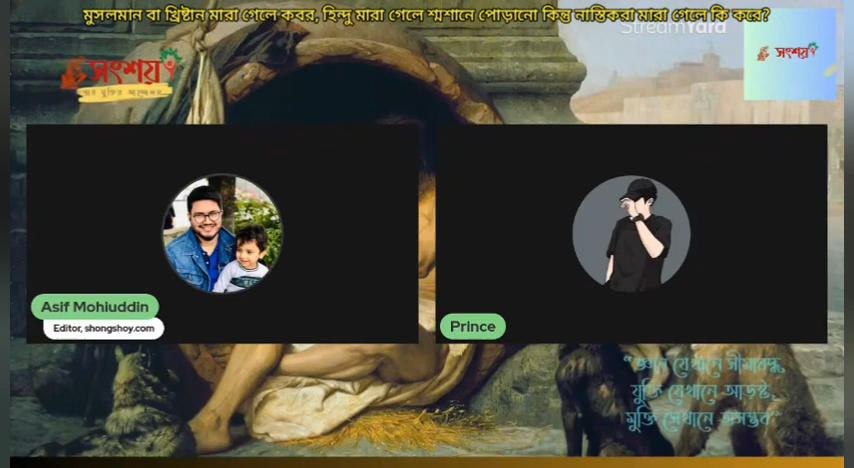 মুসলমান বা খ্রিষ্টান মারা গেলে কবর, হিন্দু মারা গেলে শ্মশানে পোড়ানো কিন্তু নাস্তিকরা মারা গেলে কি করে?
StreamYard
সংশয়
সংশয়
Asif Mohiuddin
Editor, shongshoy.com
Prince
“জ্ঞান যেখানে সীমাবদ্ধ,
যুক্তি যেখানে আড়ষ্ট,
মুক্তি সেখানে অসম্ভব”